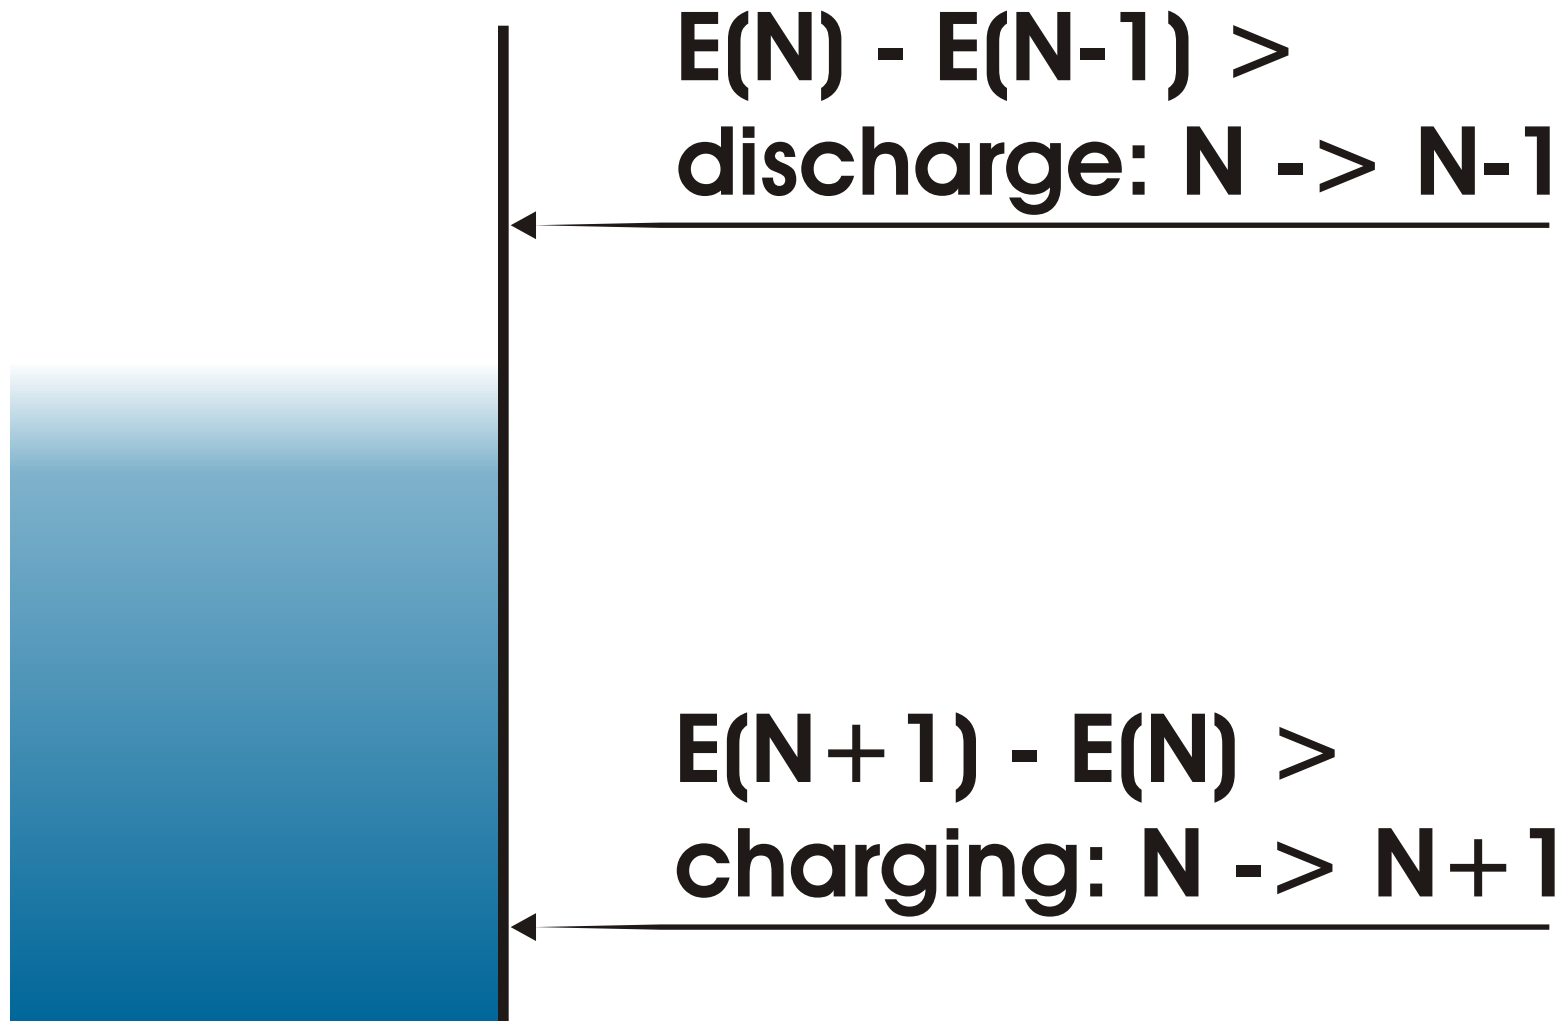 E(N) - E(N-1) >
discharge: N -> N-1
E(N+1) - E(N) >
charging: N -> N+1